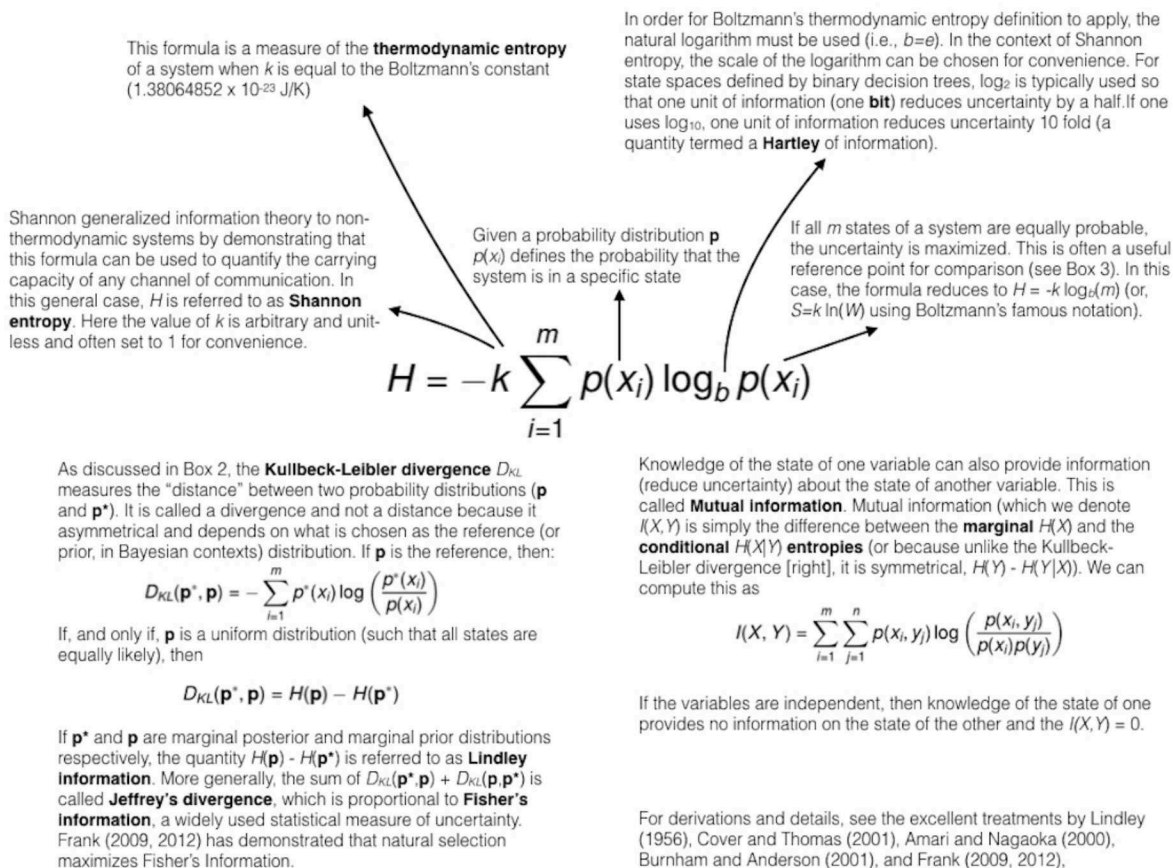 This formula is a measure of the thermodynamic entropy
of a system when k is equal to the Boltzmann's constant
(1.38064852 x 10⁻²³ J/K)
In order for Boltzmann's thermodynamic entropy definition to apply, the
natural logarithm must be used (i.e., b=e). In the context of Shannon
entropy, the scale of the logarithm can be chosen for convenience. For
state spaces defined by binary decision trees, log₂ is typically used so
that one unit of information (one bit) reduces uncertainty by a half.If one
uses log₁₀, one unit of information reduces uncertainty 10 fold (a
quantity termed a Hartley of information).
Shannon generalized information theory to non-
thermodynamic systems by demonstrating that
this formula can be used to quantify the carrying
capacity of any channel of communication. In
this general case, H is referred to as Shannon
entropy. Here the value of k is arbitrary and unit-
less and often set to 1 for convenience.
Given a probability distribution p
p(xᵢ) defines the probability that the
system is in a specific state
If all m states of a system are equally probable,
the uncertainty is maximized. This is often a useful
reference point for comparison (see Box 3). In this
case, the formula reduces to H = -k log_b(m) (or,
S=k ln(W) using Boltzmann's famous notation).
H = −k ∑_{i=1}^{m} p(xᵢ) log_b p(xᵢ)
As discussed in Box 2, the Kullbeck-Leibler divergence D_KL
measures the "distance" between two probability distributions (p
and p*). It is called a divergence and not a distance because it
asymmetrical and depends on what is chosen as the reference (or
prior, in Bayesian contexts) distribution. If p is the reference, then:
D_KL(p*, p) = − ∑_{i=1}^{m} p*(xᵢ) log (p*(xᵢ)/p(xᵢ))
If, and only if, p is a uniform distribution (such that all states are
equally likely), then
D_KL(p*, p) = H(p) − H(p*)
If p* and p are marginal posterior and marginal prior distributions
respectively, the quantity H(p) - H(p*) is referred to as Lindley
information. More generally, the sum of D_KL(p*,p) + D_KL(p,p*) is
called Jeffrey's divergence, which is proportional to Fisher's
information, a widely used statistical measure of uncertainty.
Frank (2009, 2012) has demonstrated that natural selection
maximizes Fisher's Information.
Knowledge of the state of one variable can also provide information
(reduce uncertainty) about the state of another variable. This is
called Mutual information. Mutual information (which we denote
I(X,Y) is simply the difference between the marginal H(X) and the
conditional H(X|Y) entropies (or because unlike the Kullbeck-
Leibler divergence [right], it is symmetrical, H(Y) - H(Y|X)). We can
compute this as
I(X, Y) = ∑_{i=1}^{m} ∑_{j=1}^{n} p(xᵢ, yⱼ) log (p(xᵢ, yⱼ)/p(xᵢ)p(yⱼ))
If the variables are independent, then knowledge of the state of one
provides no information on the state of the other and the I(X,Y) = 0.
For derivations and details, see the excellent treatments by Lindley
(1956), Cover and Thomas (2001), Amari and Nagaoka (2000),
Burnham and Anderson (2001), and Frank (2009, 2012),